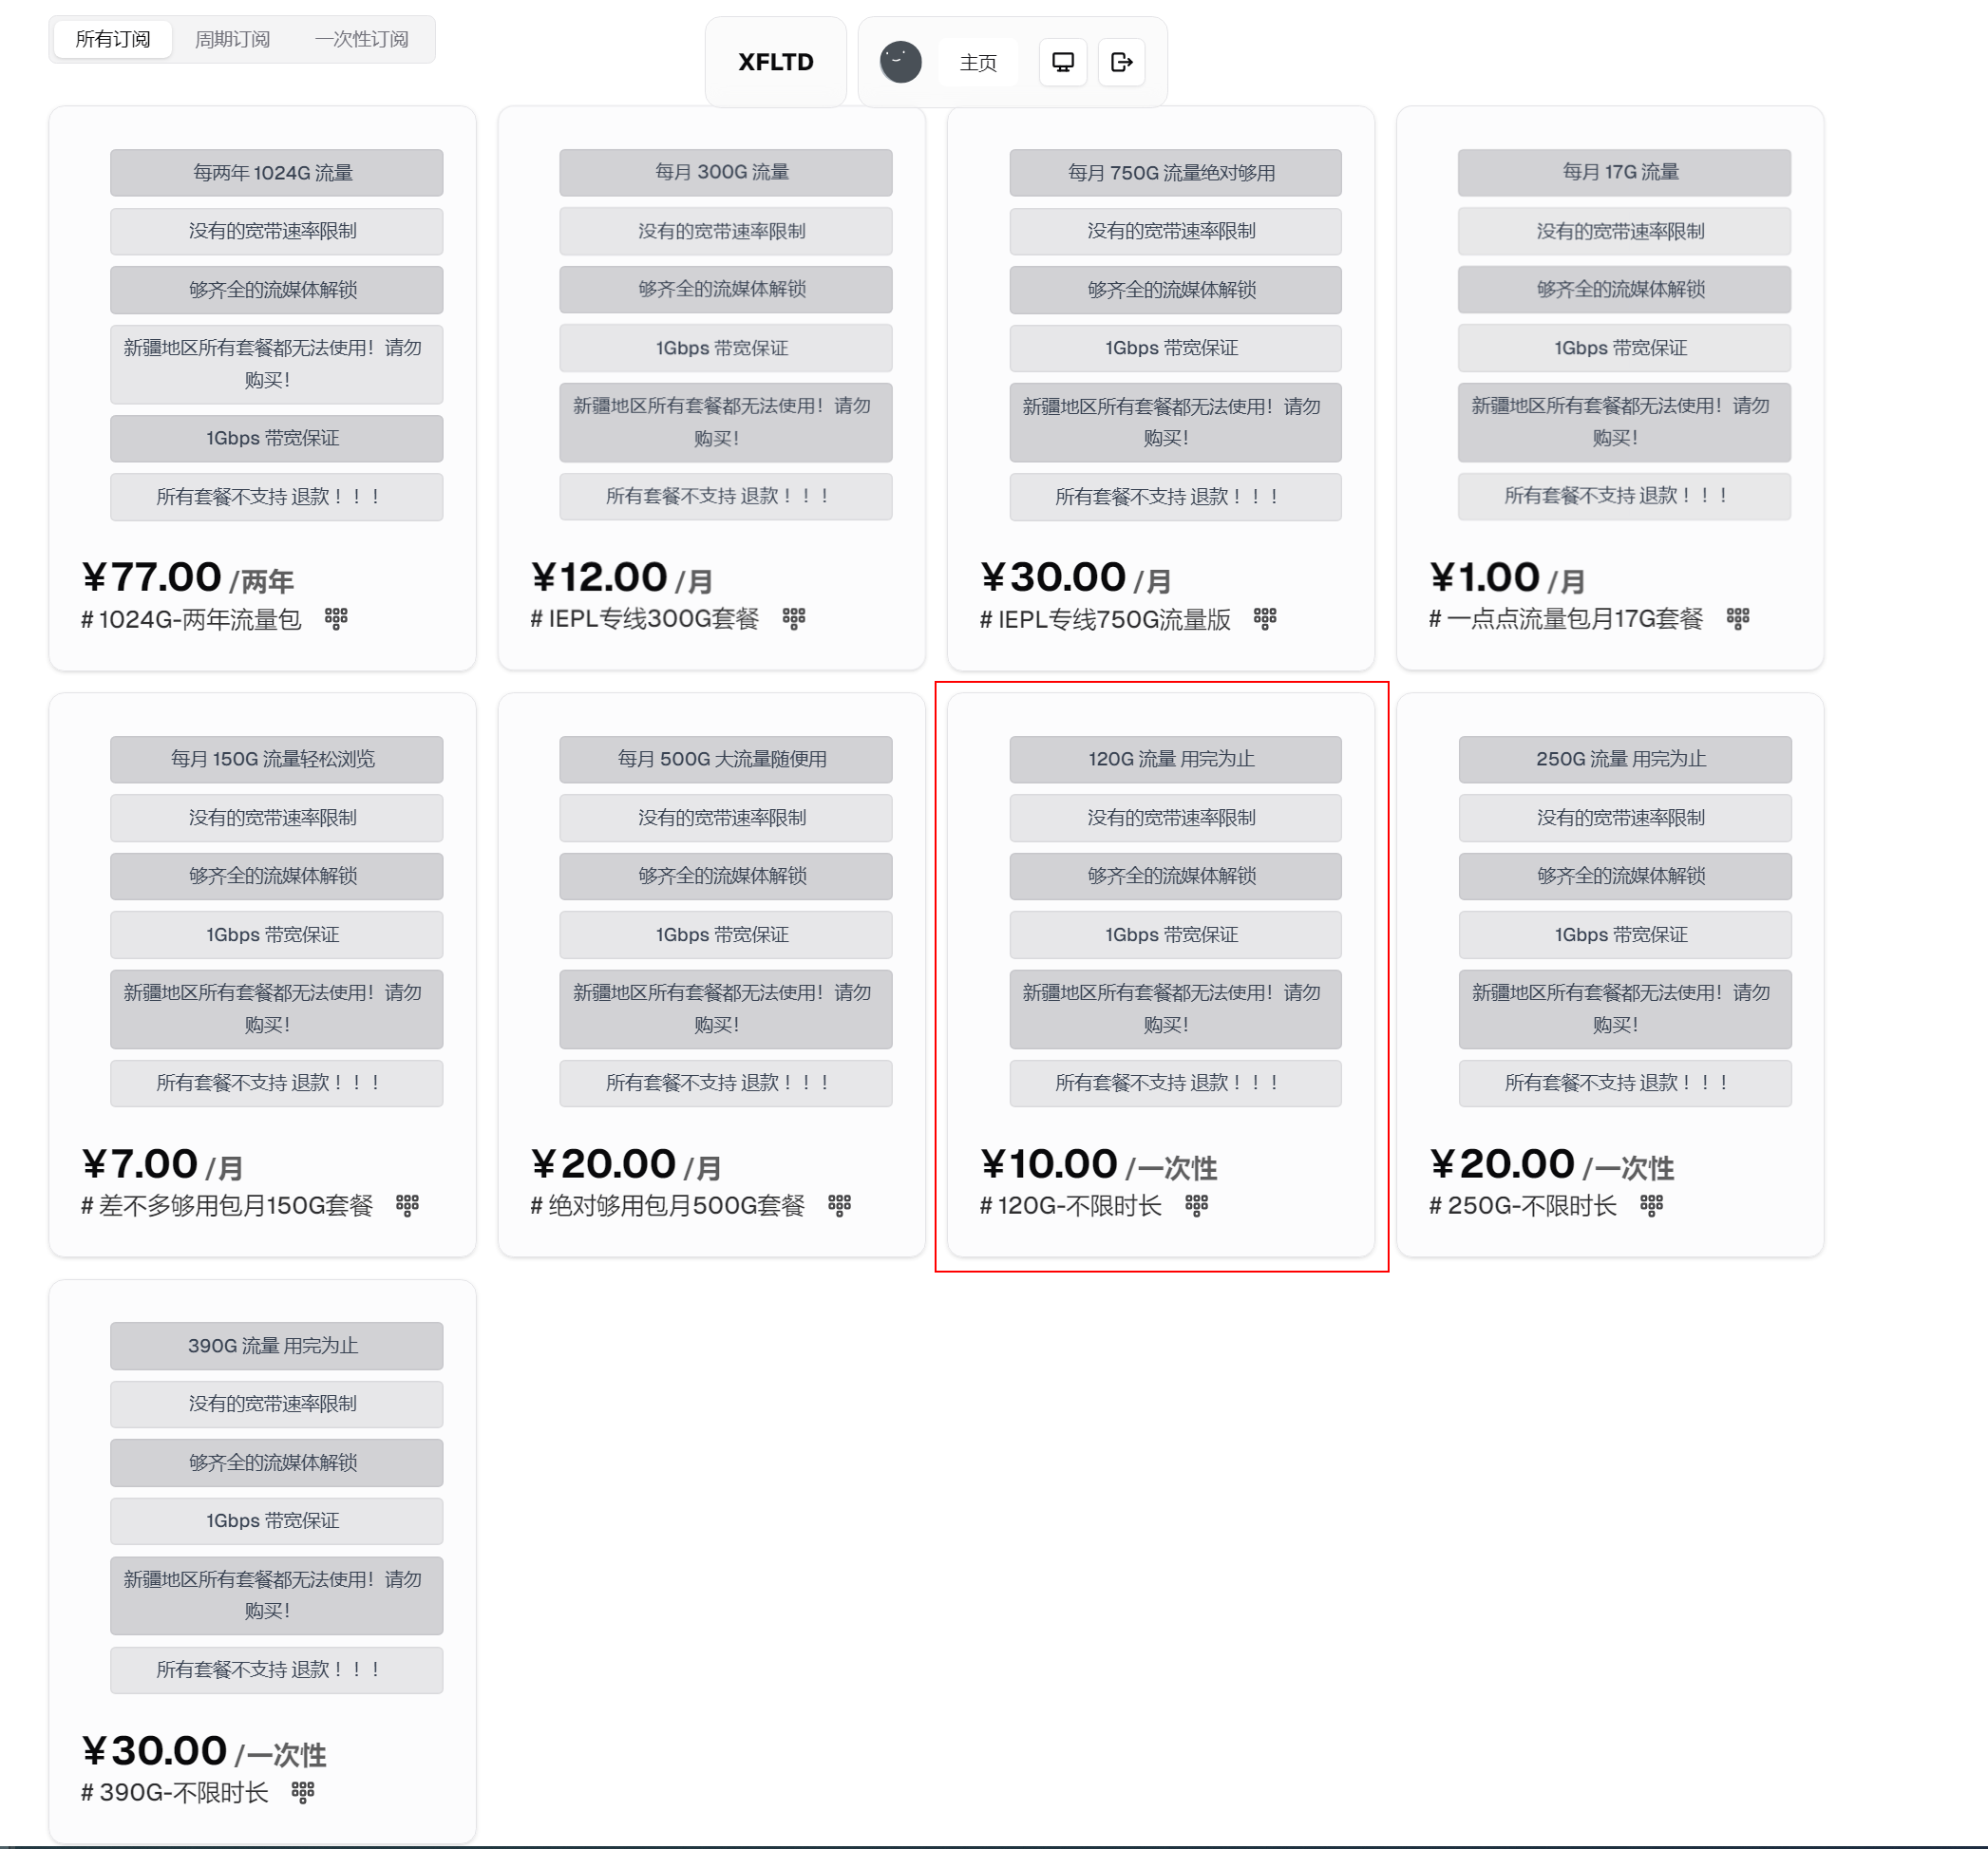 所有订阅 周期订阅 一次性订阅
XFLTD
主页
每两年 1024G 流量
没有的宽带速率限制
够齐全的流媒体解锁
新疆地区所有套餐都无法使用！请勿
购买！
1Gbps 带宽保证
所有套餐不支持 退款！！！
¥77.00 /两年
# 1024G-两年流量包
每月 300G 流量
没有的宽带速率限制
够齐全的流媒体解锁
1Gbps 带宽保证
新疆地区所有套餐都无法使用！请勿
购买！
所有套餐不支持 退款！！！
¥12.00 /月
# IEPL专线300G套餐
每月 750G 流量绝对够用
没有的宽带速率限制
够齐全的流媒体解锁
1Gbps 带宽保证
新疆地区所有套餐都无法使用！请勿
购买！
所有套餐不支持 退款！！！
¥30.00 /月
# IEPL专线750G流量版
每月 17G 流量
没有的宽带速率限制
够齐全的流媒体解锁
1Gbps 带宽保证
新疆地区所有套餐都无法使用！请勿
购买！
所有套餐不支持 退款！！！
¥1.00 /月
# 一点点流量包月17G套餐
每月 150G 流量轻松浏览
没有的宽带速率限制
够齐全的流媒体解锁
1Gbps 带宽保证
新疆地区所有套餐都无法使用！请勿
购买！
所有套餐不支持 退款！！！
¥7.00 /月
# 差不多够用包月150G套餐
每月 500G 大流量随便用
没有的宽带速率限制
够齐全的流媒体解锁
1Gbps 带宽保证
新疆地区所有套餐都无法使用！请勿
购买！
所有套餐不支持 退款！！！
¥20.00 /月
# 绝对够用包月500G套餐
120G 流量 用完为止
没有的宽带速率限制
够齐全的流媒体解锁
1Gbps 带宽保证
新疆地区所有套餐都无法使用！请勿
购买！
所有套餐不支持 退款！！！
¥10.00 /一次性
# 120G-不限时长
250G 流量 用完为止
没有的宽带速率限制
够齐全的流媒体解锁
1Gbps 带宽保证
新疆地区所有套餐都无法使用！请勿
购买！
所有套餐不支持 退款！！！
¥20.00 /一次性
# 250G-不限时长
390G 流量 用完为止
没有的宽带速率限制
够齐全的流媒体解锁
1Gbps 带宽保证
新疆地区所有套餐都无法使用！请勿
购买！
所有套餐不支持 退款！！！
¥30.00 /一次性
# 390G-不限时长